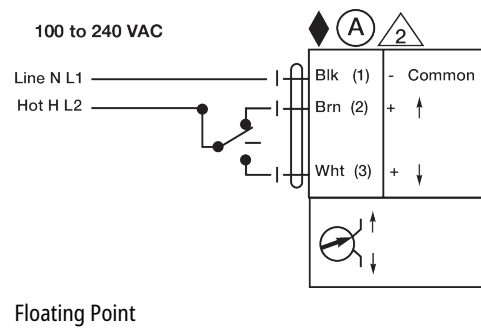 100 to 240 VAC
A
2
Line N L1
Blk (1) - Common
Hot H L2
Brn (2) + ↑
Wht (3) + ↓
Floating Point